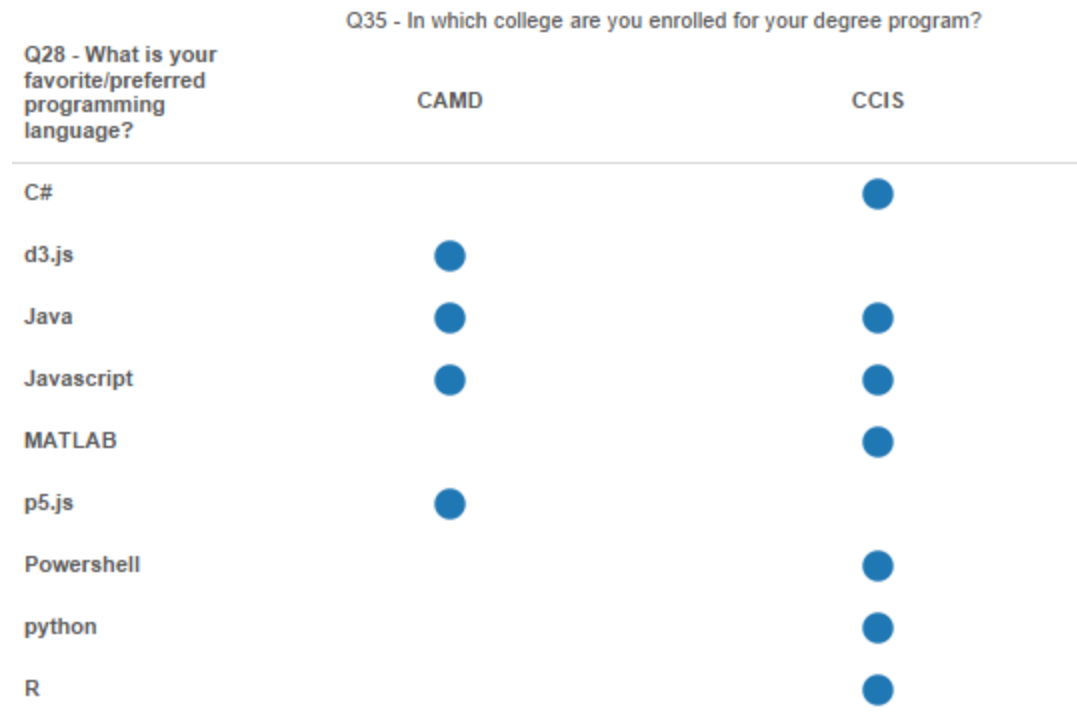 Q35 - In which college are you enrolled for your degree program?
Q28 - What is your
favorite/preferred
programming
language?
CAMD
CCIS
C#
d3.js
Java
Javascript
MATLAB
p5.js
Powershell
python
R